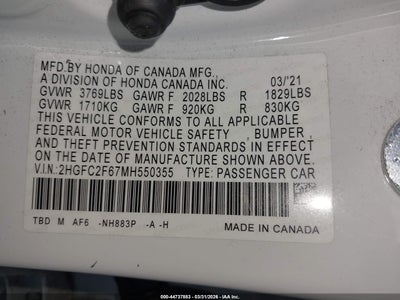 MFD.BY HONDA OF CANADA MFG.,
A DIVISION OF HONDA CANADA INC. 03/'21
GVWR 3769LBS GAWR F 2028LBS R 1829LBS
GVWR 1710KG GAWR F 920KG R 830KG
THIS VEHICLE CONFORMS TO ALL APPLICABLE
FEDERAL MOTOR VEHICLE SAFETY , BUMPER ,
AND THEFT PREVENTION STANDARDS IN EFFECT
ON THE DATE OF MANUFACTURE SHOWN ABOVE.
V.I.N:2HGFC2F67MH550355 TYPE: PASSENGER CAR
TBD M AF6 -NH883P -A -H
MADE IN CANADA
000-44737883 - 03/31/2026 - IAA Inc.